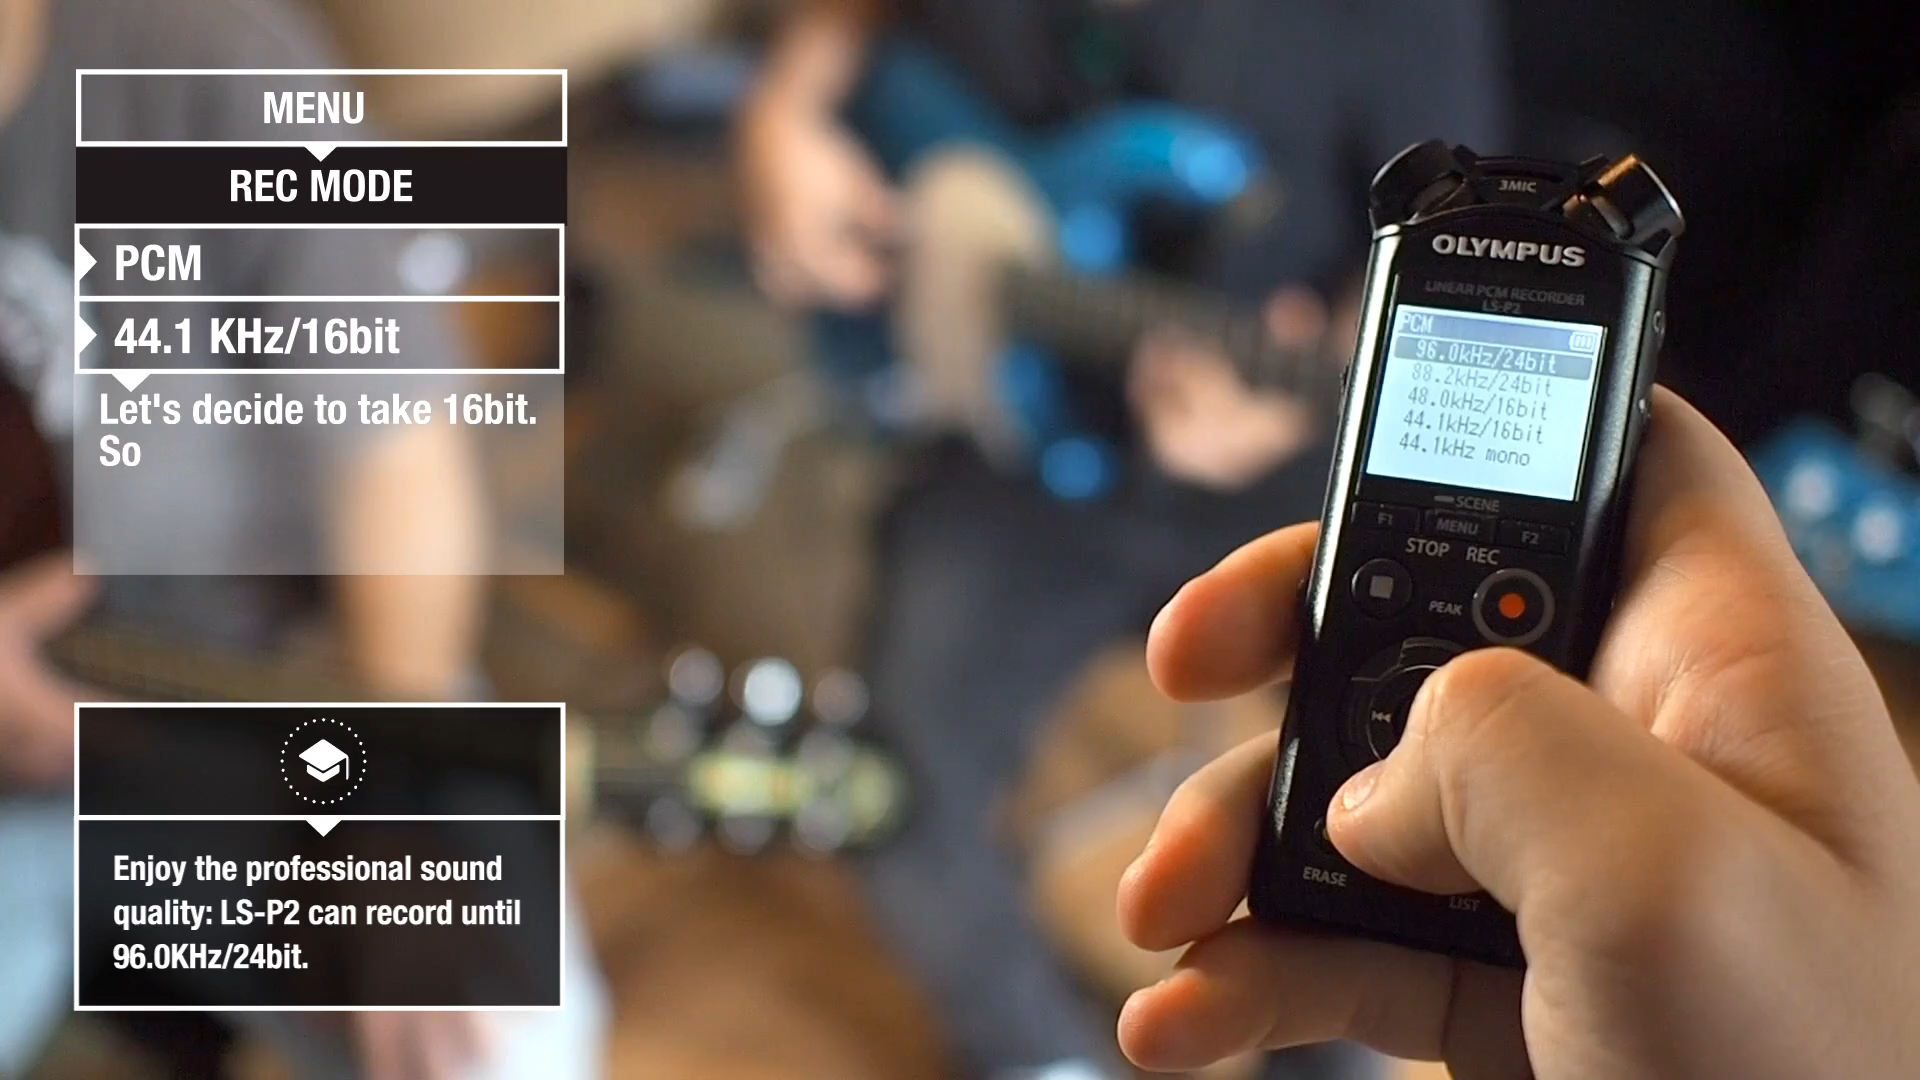 MENU
REC MODE
PCM
44.1 KHz/16bit
Let's decide to take 16bit.
So
Enjoy the professional sound
quality: LS-P2 can record until
96.0KHz/24bit.
3MIC
OLYMPUS
LINEAR PCM RECORDER
LS-P2
PCM
96.0kHz/24bit
88.2kHz/24bit
48.0kHz/16bit
44.1kHz/16bit
44.1kHz mono
SCENE
F1 MENU F2
STOP REC
PEAK
ERASE
LIST